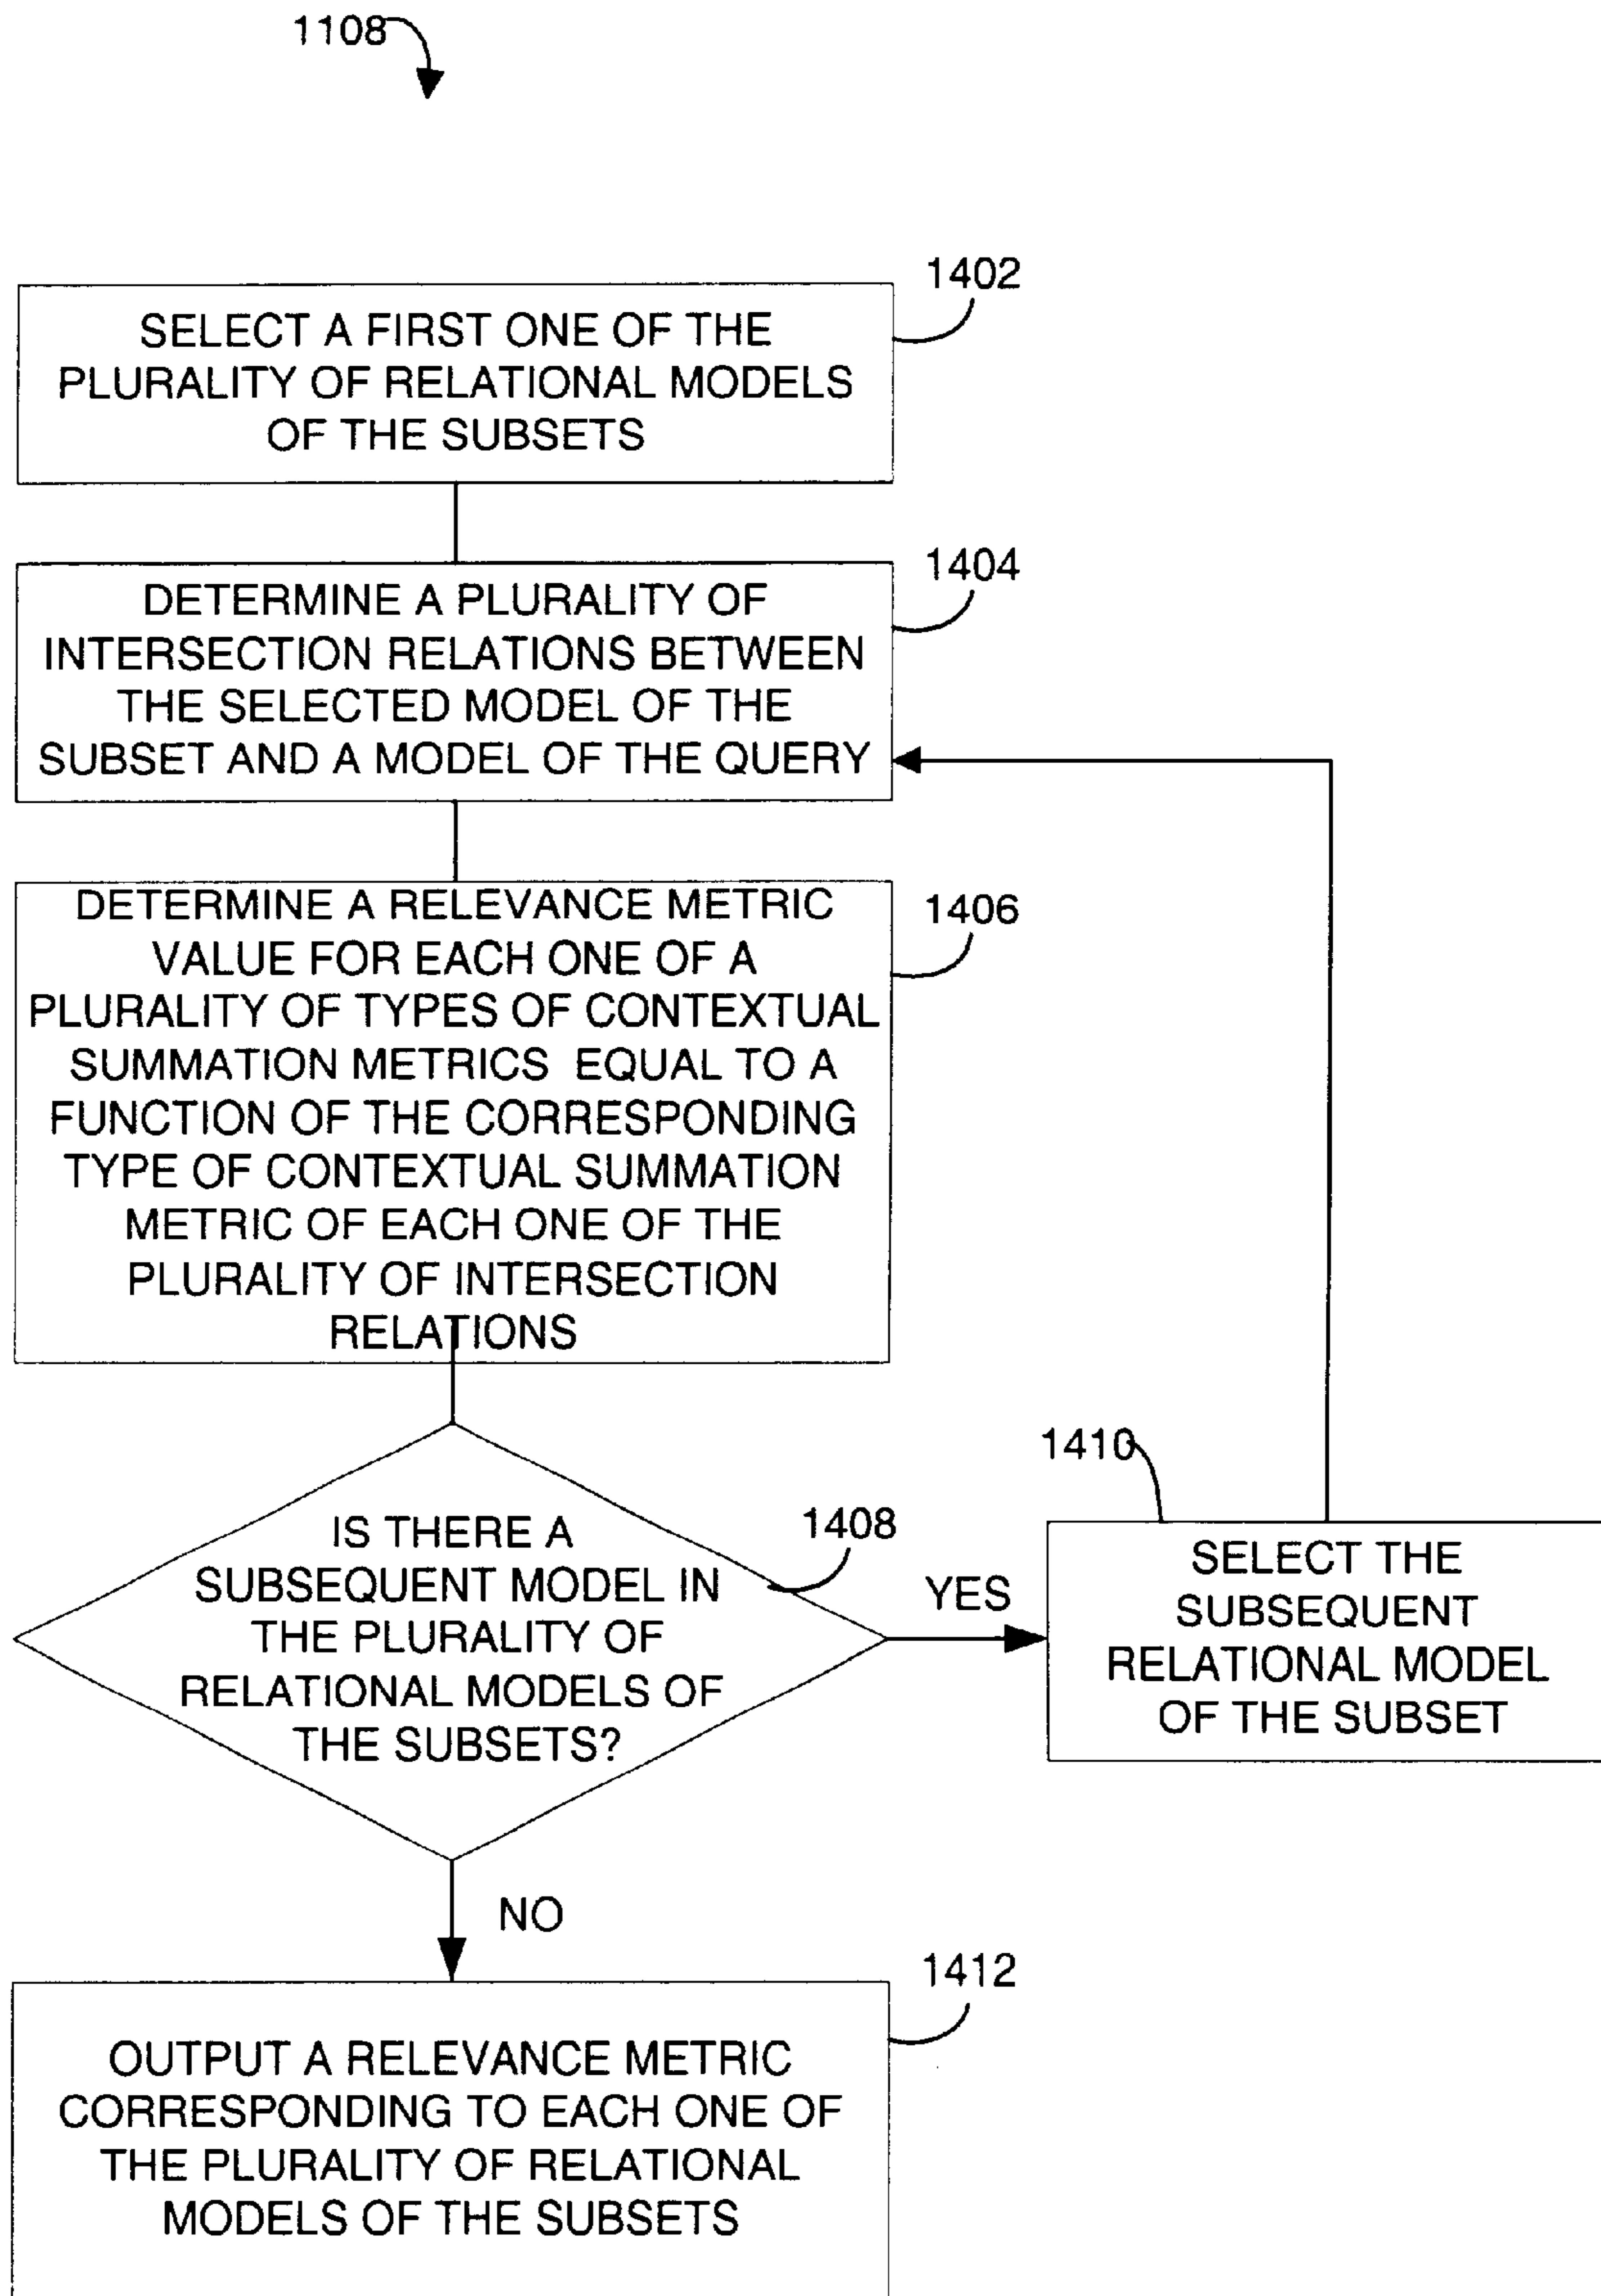 1108
1402
SELECT A FIRST ONE OF THE
PLURALITY OF RELATIONAL MODELS
OF THE SUBSETS
1404
DETERMINE A PLURALITY OF
INTERSECTION RELATIONS BETWEEN
THE SELECTED MODEL OF THE
SUBSET AND A MODEL OF THE QUERY
1406
DETERMINE A RELEVANCE METRIC
VALUE FOR EACH ONE OF A
PLURALITY OF TYPES OF CONTEXTUAL
SUMMATION METRICS EQUAL TO A
FUNCTION OF THE CORRESPONDING
TYPE OF CONTEXTUAL SUMMATION
METRIC OF EACH ONE OF THE
PLURALITY OF INTERSECTION
RELATIONS
1408
IS THERE A
SUBSEQUENT MODEL IN
THE PLURALITY OF
RELATIONAL MODELS OF
THE SUBSETS?
YES
1410
SELECT THE
SUBSEQUENT
RELATIONAL MODEL
OF THE SUBSET
NO
1412
OUTPUT A RELEVANCE METRIC
CORRESPONDING TO EACH ONE OF
THE PLURALITY OF RELATIONAL
MODELS OF THE SUBSETS